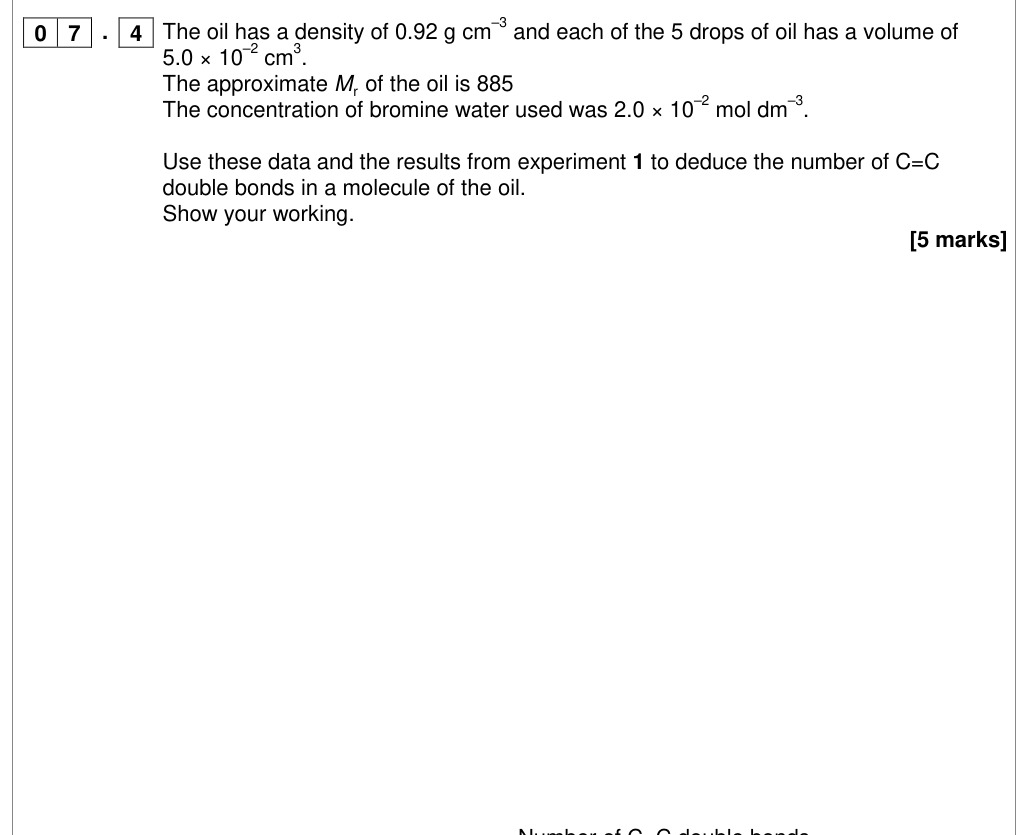 0 7 . 4 The oil has a density of 0.92 g cm⁻³ and each of the 5 drops of oil has a volume of
5.0 × 10⁻² cm³.
The approximate Mᵣ of the oil is 885
The concentration of bromine water used was 2.0 × 10⁻² mol dm⁻³.
Use these data and the results from experiment 1 to deduce the number of C=C
double bonds in a molecule of the oil.
Show your working.
[5 marks]
Number of C=C double bonds